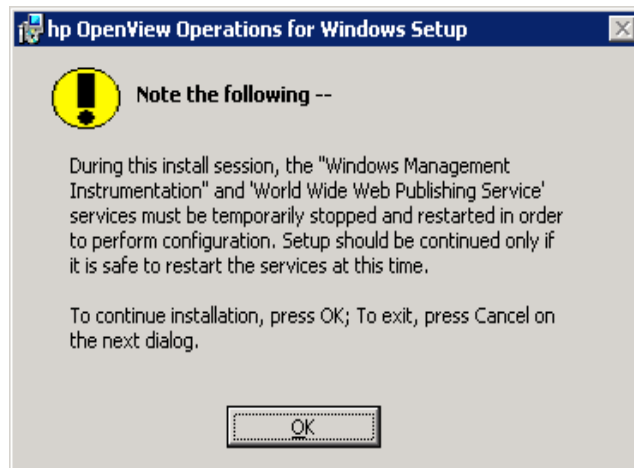 hp OpenView Operations for Windows Setup
Note the following --
During this install session, the "Windows Management
Instrumentation" and 'World Wide Web Publishing Service'
services must be temporarily stopped and restarted in order
to perform configuration. Setup should be continued only if
it is safe to restart the services at this time.
To continue installation, press OK; To exit, press Cancel on
the next dialog.
OK